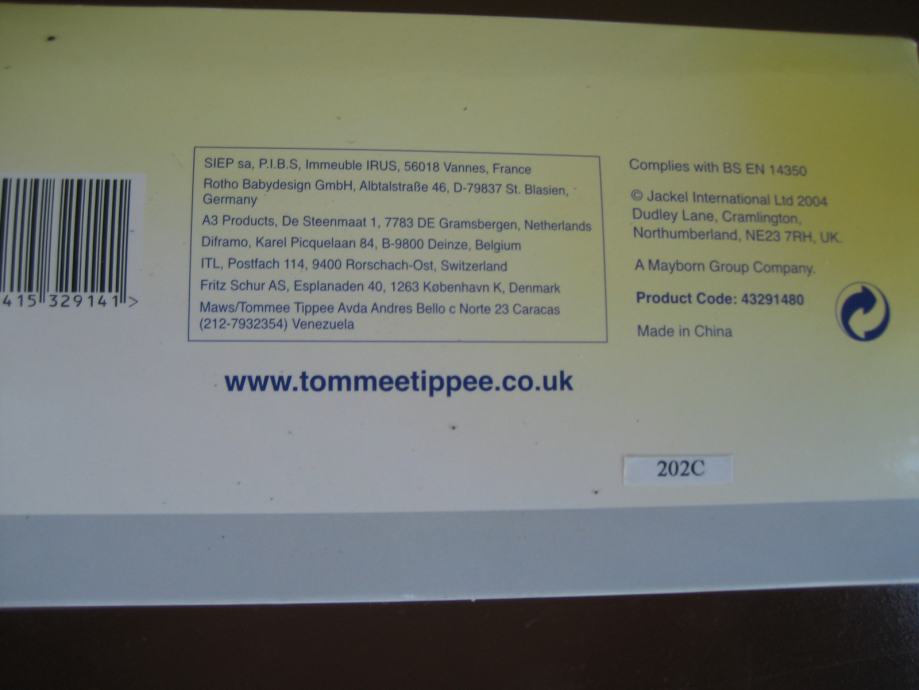 SIEP sa, P.I.B.S, Immeuble IRUS, 56018 Vannes, France
Rotho Babydesign GmbH, Albtalstraße 46, D-79837 St. Blasien,
Germany
A3 Products, De Steenmaat 1, 7783 DE Gramsbergen, Netherlands
Diframo, Karel Picquelaan 84, B-9800 Deinze, Belgium
ITL, Postfach 114, 9400 Rorschach-Ost, Switzerland
Fritz Schur AS, Esplanaden 40, 1263 København K, Denmark
Maws/Tommee Tippee Avda Andres Bello c Norte 23 Caracas
(212-7932354) Venezuela
www.tommeetippee.co.uk
Complies with BS EN 14350
© Jackel International Ltd 2004
Dudley Lane, Cramlington,
Northumberland, NE23 7RH, UK.
A Mayborn Group Company.
Product Code: 43291480
Made in China
202C
415 329141 >